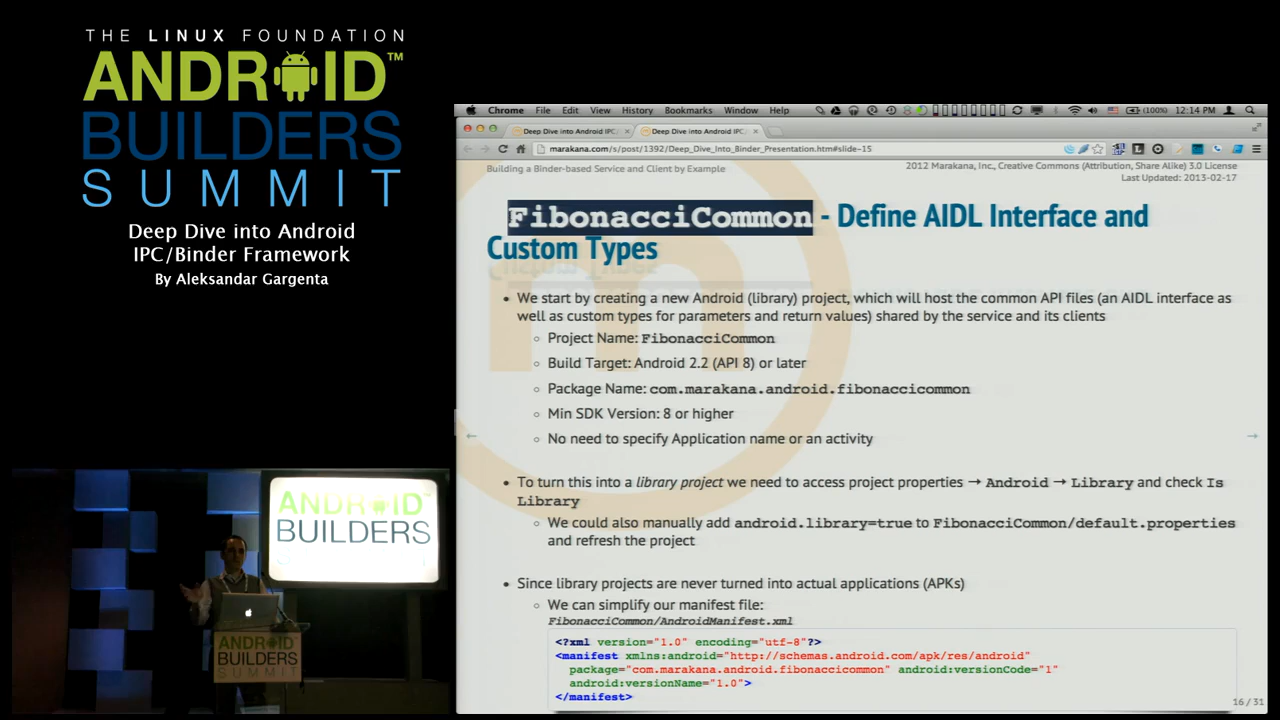 THE LINUX FOUNDATION
ANDROID™
BUILDERS
SUMMIT
Deep Dive into Android
IPC/Binder Framework
By Aleksandar Gargenta
Chrome File Edit View History Bookmarks Window Help (100%) 12:14 PM
Deep Dive into Android IPC/ Deep Dive into Android IPC/
marakana.com/s/post/1392/Deep_Dive_Into_Binder_Presentation.htm#slide-15
Building a Binder-based Service and Client by Example
2012 Marakana, Inc., Creative Commons (Attribution, Share Alike) 3.0 License
Last Updated: 2013-02-17
FibonacciCommon - Define AIDL Interface and
Custom Types
• We start by creating a new Android (library) project, which will host the common API files (an AIDL interface as
well as custom types for parameters and return values) shared by the service and its clients
◦ Project Name: FibonacciCommon
◦ Build Target: Android 2.2 (API 8) or later
◦ Package Name: com.marakana.android.fibonaccicommon
◦ Min SDK Version: 8 or higher
◦ No need to specify Application name or an activity
← →
• To turn this into a library project we need to access project properties → Android → Library and check Is
Library
◦ We could also manually add android.library=true to FibonacciCommon/default.properties
and refresh the project
• Since library projects are never turned into actual applications (APKs)
◦ We can simplify our manifest file:
FibonacciCommon/AndroidManifest.xml
<?xml version="1.0" encoding="utf-8"?>
<manifest xmlns:android="http://schemas.android.com/apk/res/android"
package="com.marakana.android.fibonaccicommon" android:versionCode="1"
android:versionName="1.0">
</manifest>
16 / 31
ANDROID™
BUILDERS
ANDROID
BUILDERS
SUMMIT